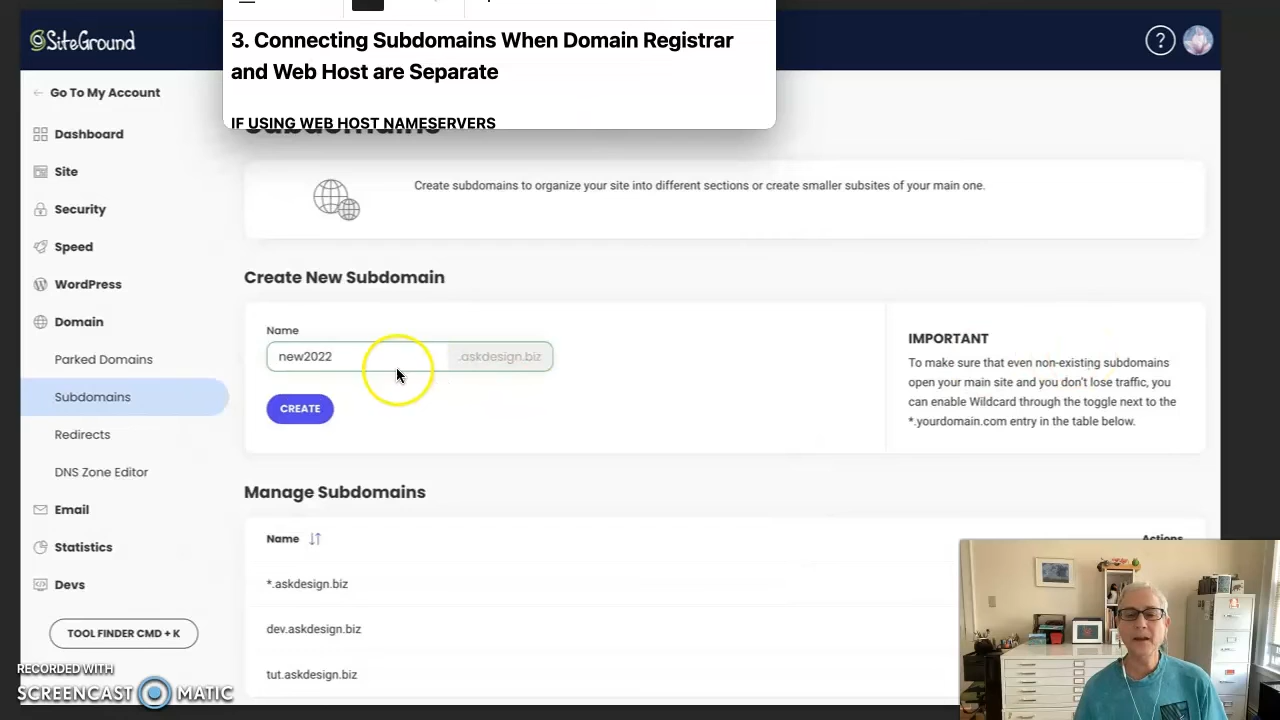 SiteGround
3. Connecting Subdomains When Domain Registrar
and Web Host are Separate
IF USING WEB HOST NAMESERVERS
?
Go To My Account
Dashboard
Site
Security
Speed
WordPress
Domain
Parked Domains
Subdomains
Redirects
DNS Zone Editor
Email
Statistics
Devs
TOOL FINDER CMD + K
Subdomains
Create subdomains to organize your site into different sections or create smaller subsites of your main one.
Create New Subdomain
Name
new2022 .askdesign.biz
CREATE
IMPORTANT
To make sure that even non-existing subdomains
open your main site and you don't lose traffic, you
can enable Wildcard through the toggle next to the
*.yourdomain.com entry in the table below.
Manage Subdomains
Name Actions
*.askdesign.biz
dev.askdesign.biz
tut.askdesign.biz
RECORDED WITH
SCREENCAST MATIC